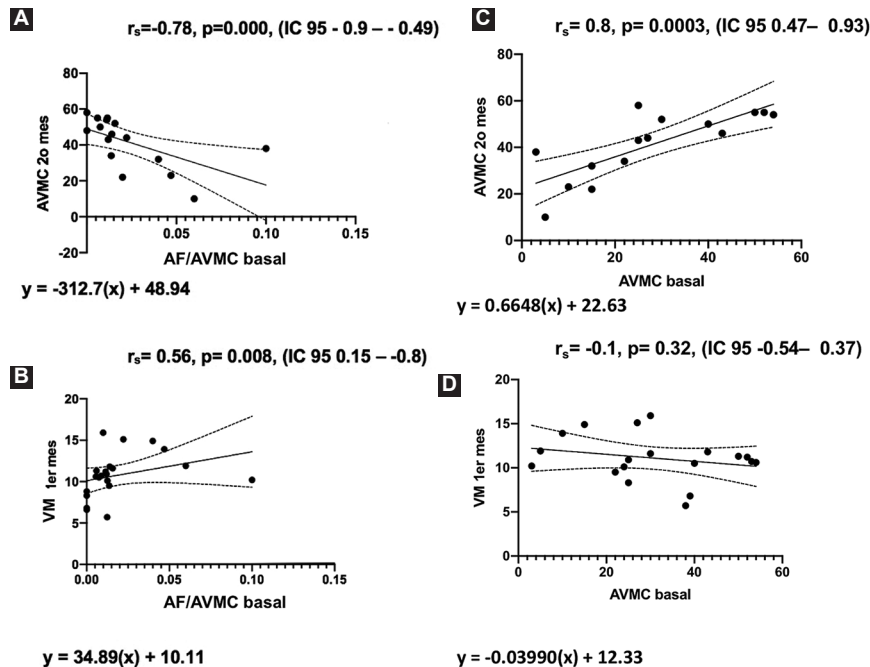 A
rs=-0.78, p=0.000, (IC 95 - 0.9 – - 0.49)
80
60
40
20
0
-20
AVMC 2o mes
0.05
0.10
0.15
AF/AVMC basal
y = -312.7(x) + 48.94
C
rs= 0.8, p= 0.0003, (IC 95 0.47– 0.93)
80
60
40
20
0
AVMC 2o mes
0
20
40
60
AVMC basal
y = 0.6648(x) + 22.63
B
rs= 0.56, p= 0.008, (IC 95 0.15 – -0.8)
20
15
10
5
0
VM 1er mes
0.00
0.05
0.10
0.15
AF/AVMC basal
y = 34.89(x) + 10.11
D
rs= -0.1, p= 0.32, (IC 95 -0.54– 0.37)
20
15
10
5
0
VM 1er mes
0
20
40
60
AVMC basal
y = -0.03990(x) + 12.33